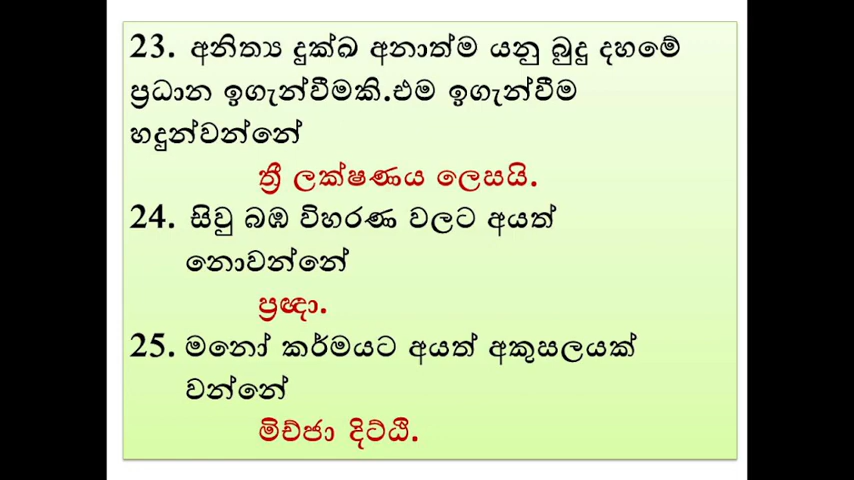 23. අනිත්‍ය දුක්ඛ අනාත්ම යනු බුදු දහමේ
ප්‍රධාන ඉගැන්වීමකි.එම ඉගැන්වීම
හදුන්වන්නේ
ත්‍රී ලක්ෂණය ලෙසයි.
24. සිවු බඹ විහරණ වලට අයත්
නොවන්නේ
ප්‍රඥා.
25. මනෝ කර්මයට අයත් අකුසලයක්
වන්නේ
මිච්ඡා දිට්ඨි.